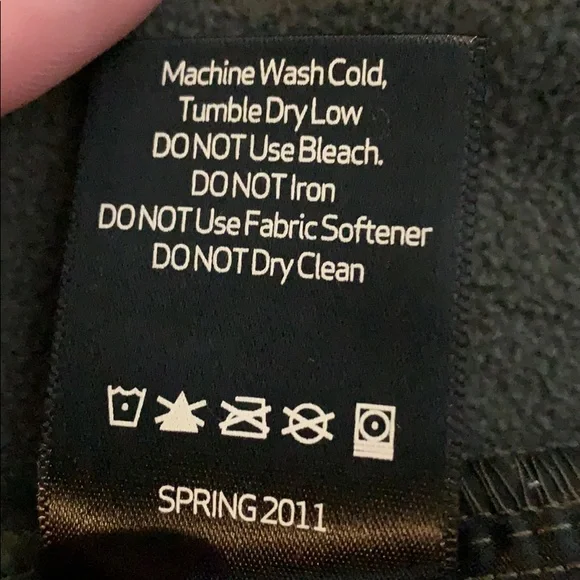 Machine Wash Cold,
Tumble Dry Low
DO NOT Use Bleach.
DO NOT Iron
DO NOT Use Fabric Softener
DO NOT Dry Clean
SPRING 2011